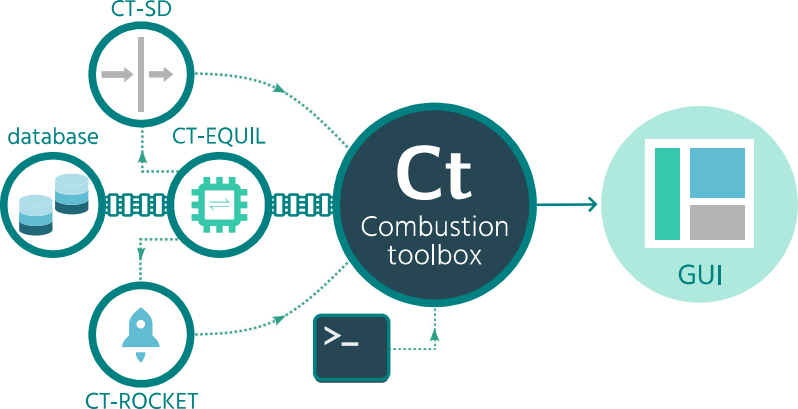 CT-SD
database
CT-EQUIL
Ct
Combustion
toolbox
GUI
>_
CT-ROCKET